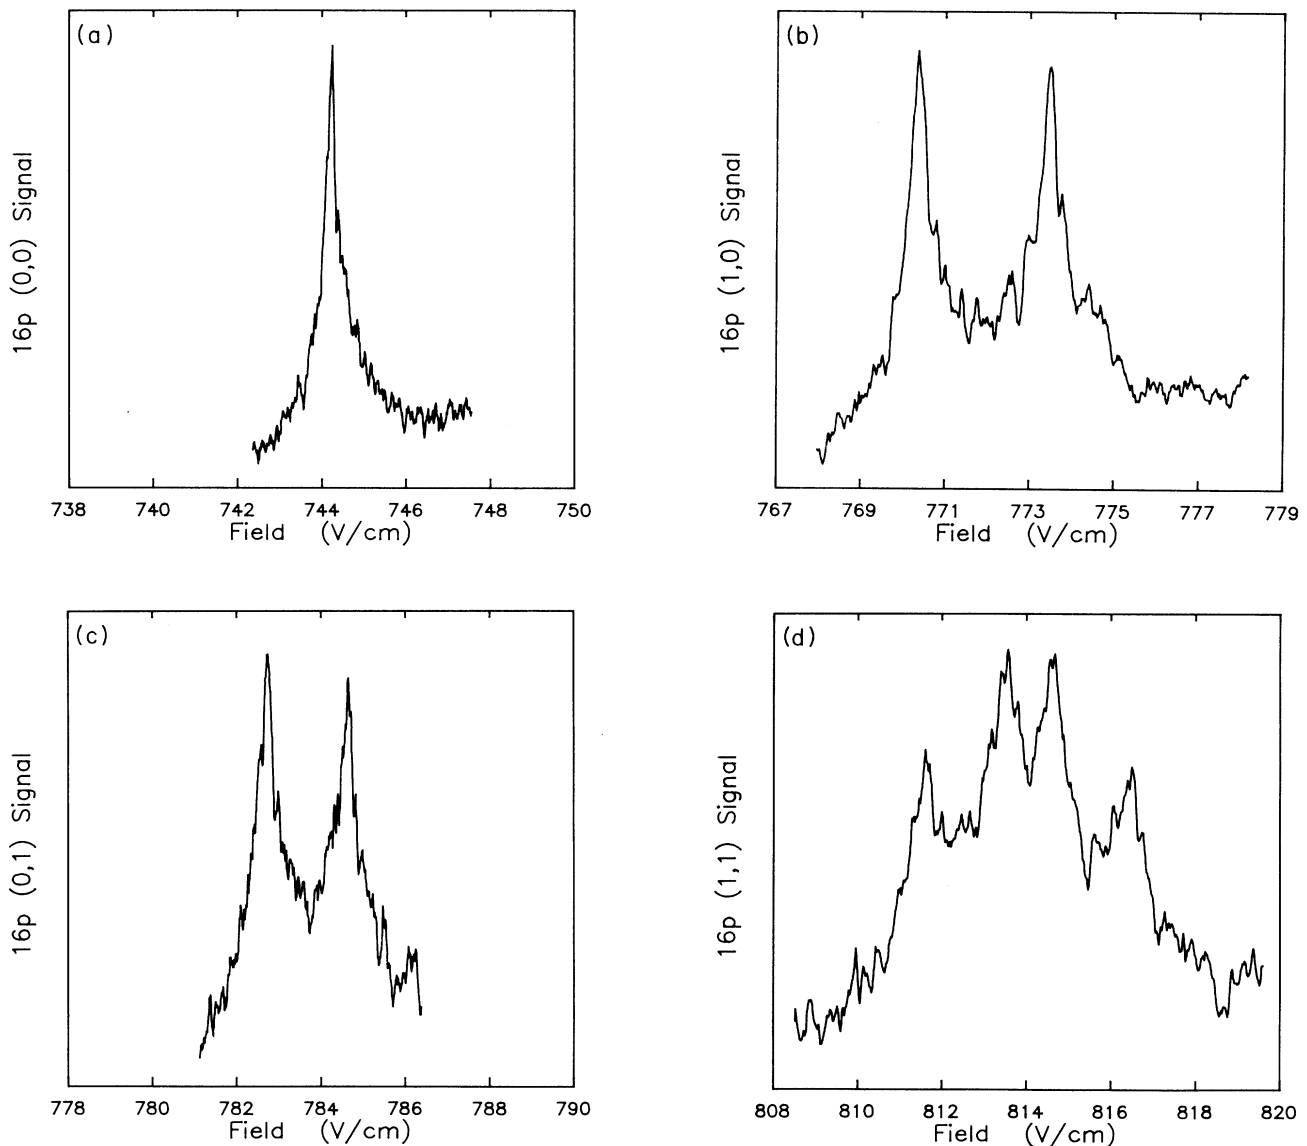 (a)
16p (0,0) Signal
738 740 742 744 746 748 750
Field (V/cm)
(b)
16p (1,0) Signal
767 769 771 773 775 777 779
Field (V/cm)
(c)
16p (0,1) Signal
778 780 782 784 786 788 790
Field (V/cm)
(d)
16p (1,1) Signal
808 810 812 814 816 818 820
Field (V/cm)